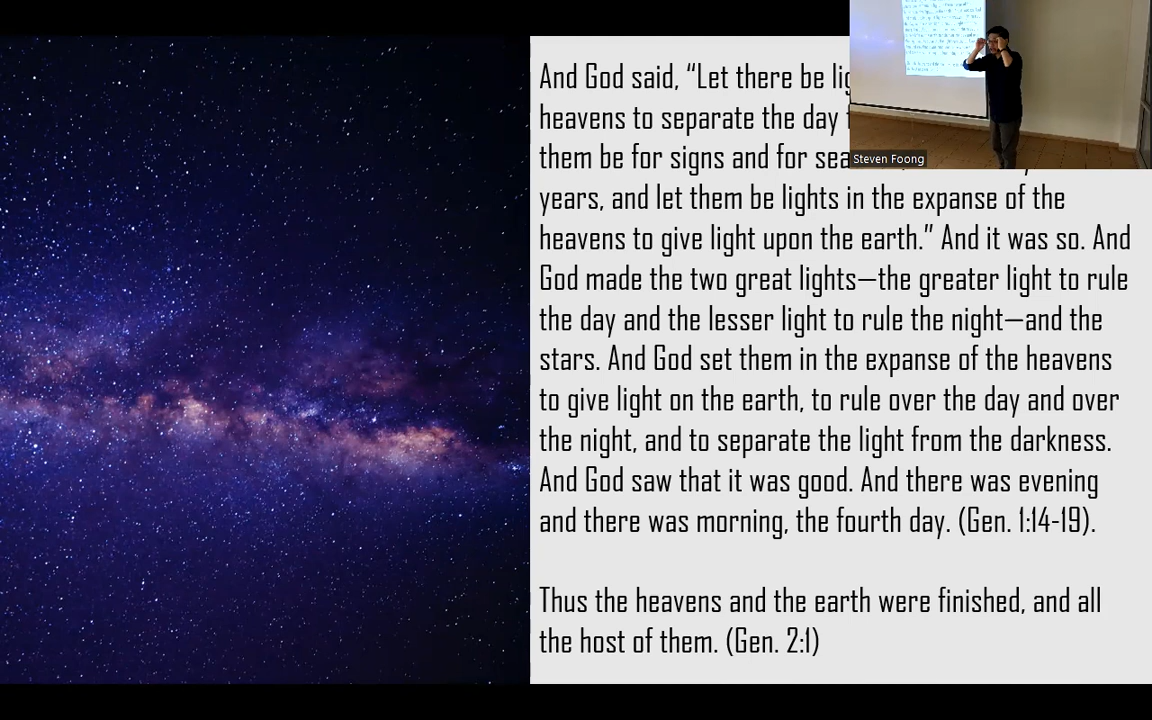 And God said, “Let there be lig
heavens to separate the day
them be for signs and for sea
years, and let them be lights in the expanse of the
heavens to give light upon the earth.” And it was so. And
God made the two great lights—the greater light to rule
the day and the lesser light to rule the night—and the
stars. And God set them in the expanse of the heavens
to give light on the earth, to rule over the day and over
the night, and to separate the light from the darkness.
And God saw that it was good. And there was evening
and there was morning, the fourth day. (Gen. 1:14-19).
Thus the heavens and the earth were finished, and all
the host of them. (Gen. 2:1)
Steven Foong